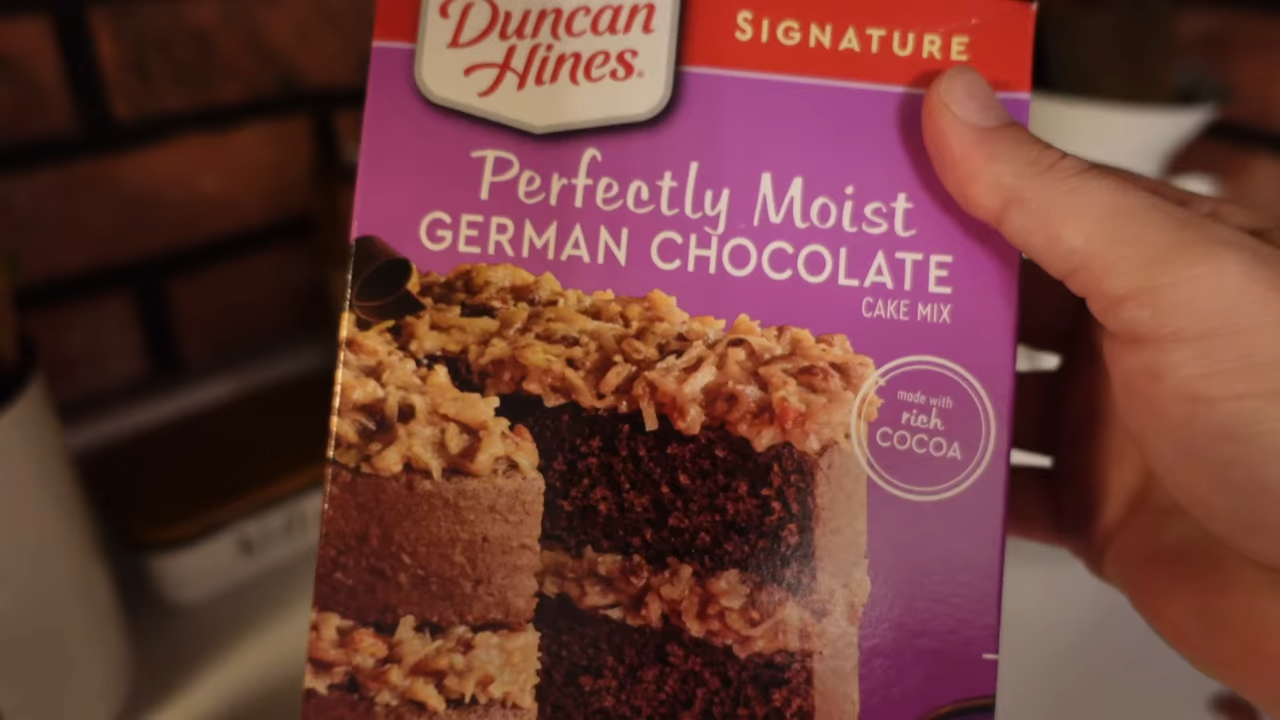 Duncan
Hines.
SIGNATURE
Perfectly Moist
GERMAN CHOCOLATE
CAKE MIX
made with
rich
COCOA